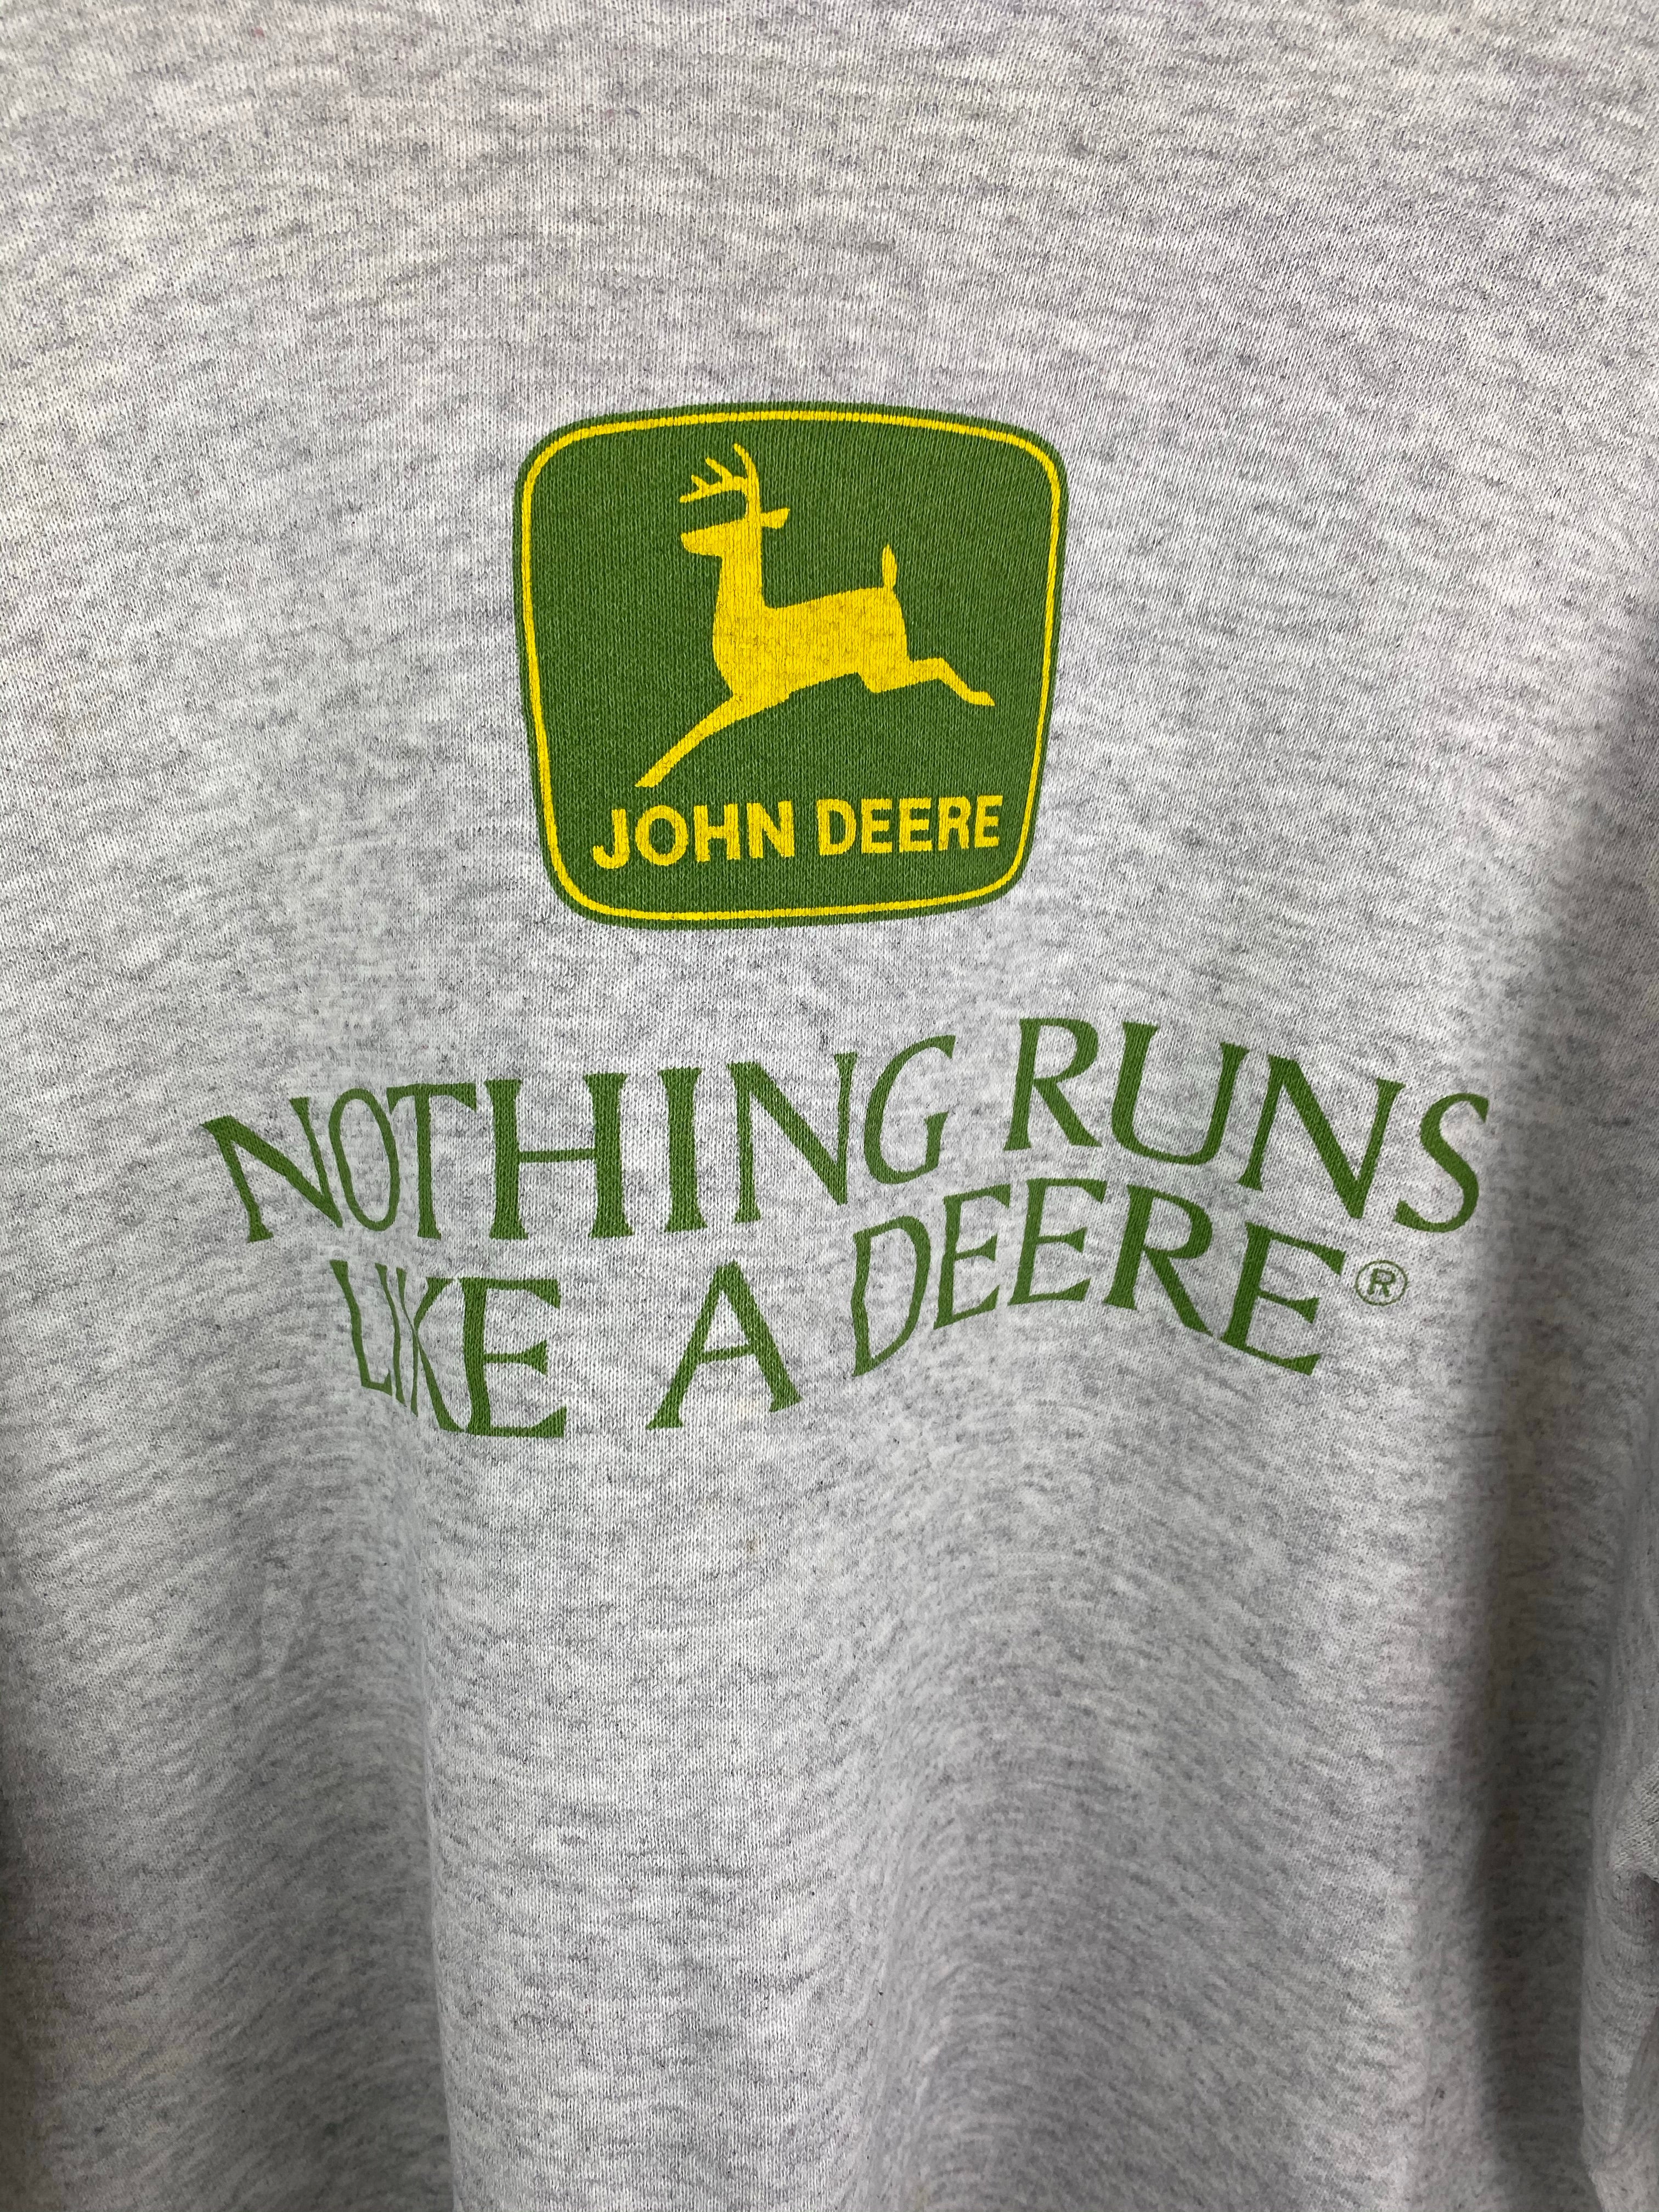 JOHN DEERE
NOTHING RUNS
LIKE A DEERE®